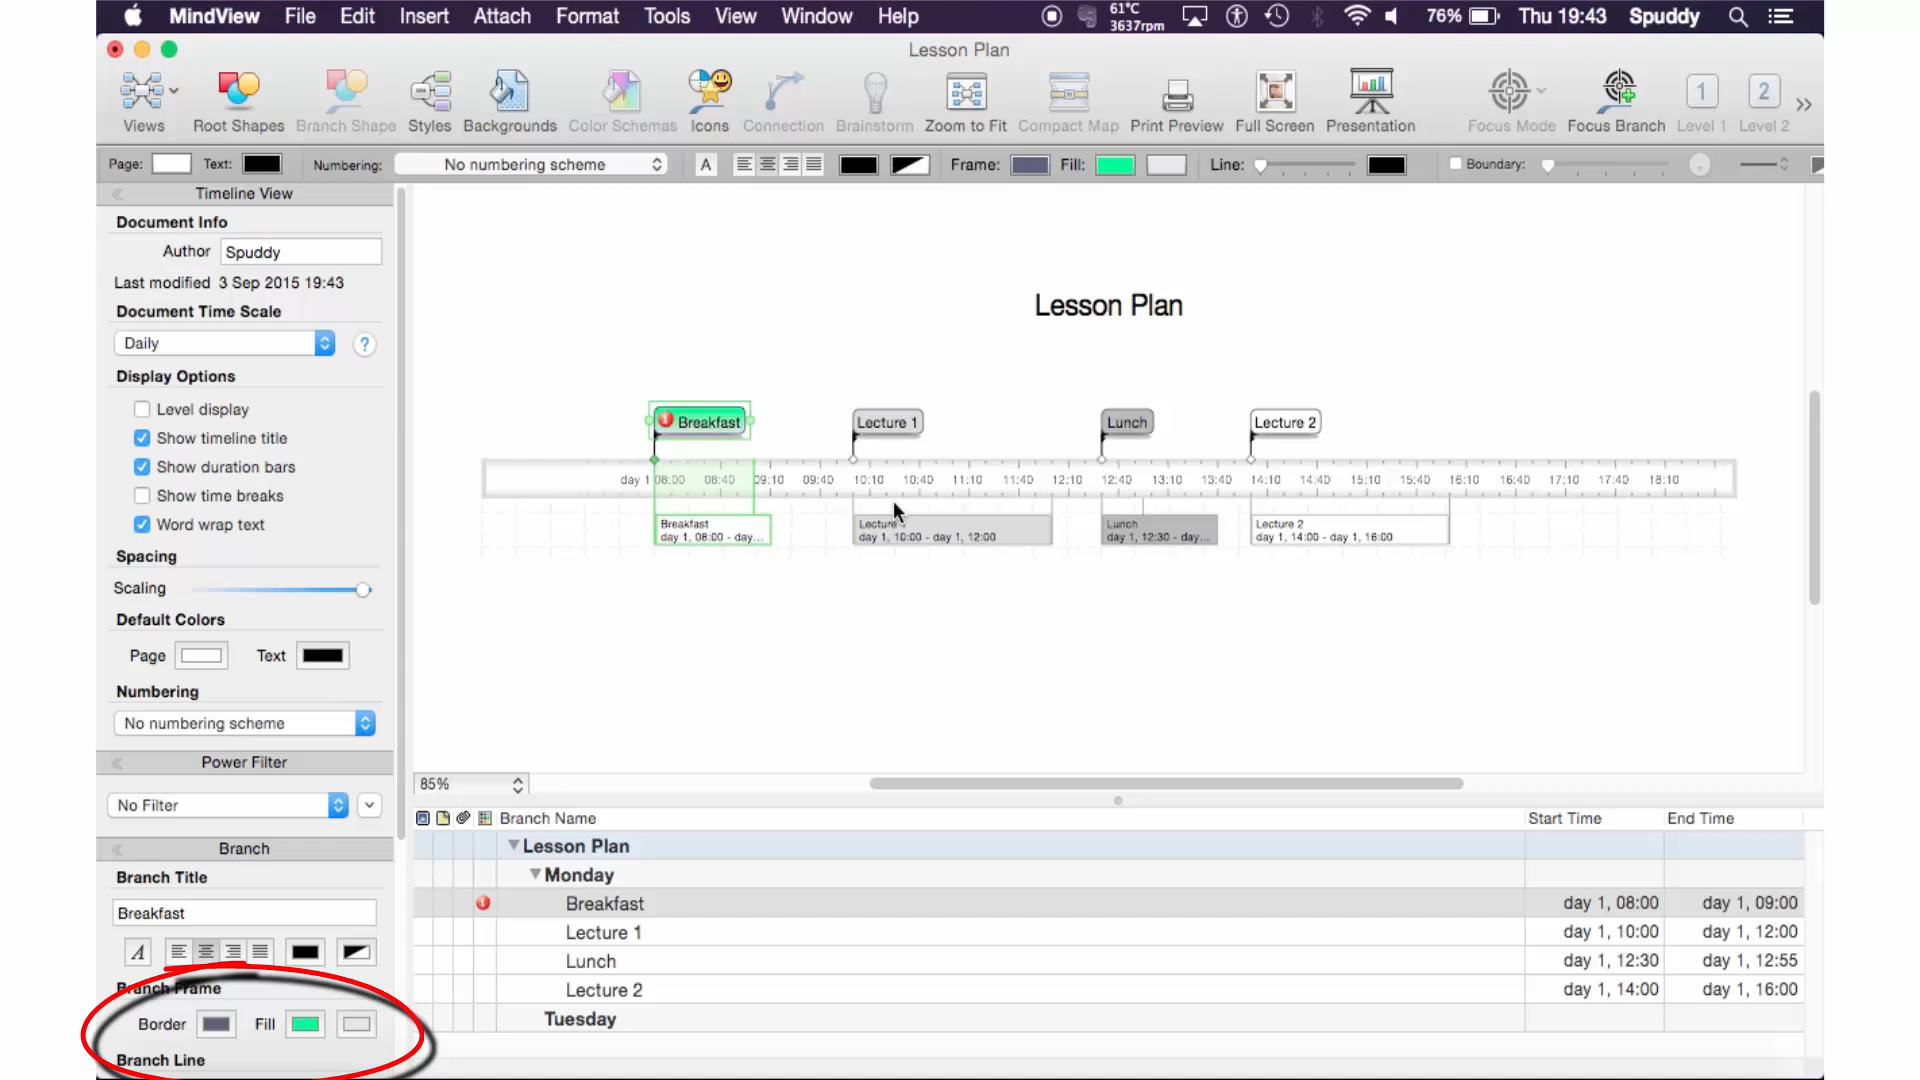 MindView File Edit Insert Attach Format Tools View Window Help 61°C 3637rpm 76% Thu 19:43 Spuddy
Lesson Plan
Views Root Shapes Branch Shape Styles Backgrounds Color Schemas Icons Connection Brainstorm Zoom to Fit Compact Map Print Preview Full Screen Presentation Focus Mode Focus Branch 1 Level 1 2 Level 2
Page: Text: Numbering: No numbering scheme A Frame: Fill: Line: Boundary:
Timeline View
Document Info
Author Spuddy
Last modified 3 Sep 2015 19:43
Document Time Scale
Daily ?
Display Options
Level display
Show timeline title
Show duration bars
Show time breaks
Word wrap text
Spacing
Scaling
Default Colors
Page Text
Numbering
No numbering scheme
Power Filter
No Filter
Branch
Branch Title
Breakfast
A
Branch Frame
Border Fill
Branch Line
Lesson Plan
Breakfast Lecture 1 Lunch Lecture 2
day 1 08:00 08:40 09:10 09:40 10:10 10:40 11:10 11:40 12:10 12:40 13:10 13:40 14:10 14:40 15:10 15:40 16:10 16:40 17:10 17:40 18:10
Breakfast Lecture 1 Lunch Lecture 2
day 1, 08:00 - day... day 1, 10:00 - day 1, 12:00 day 1, 12:30 - day... day 1, 14:00 - day 1, 16:00
85%
Branch Name Start Time End Time
Lesson Plan
Monday
Breakfast day 1, 08:00 day 1, 09:00
Lecture 1 day 1, 10:00 day 1, 12:00
Lunch day 1, 12:30 day 1, 12:55
Lecture 2 day 1, 14:00 day 1, 16:00
Tuesday